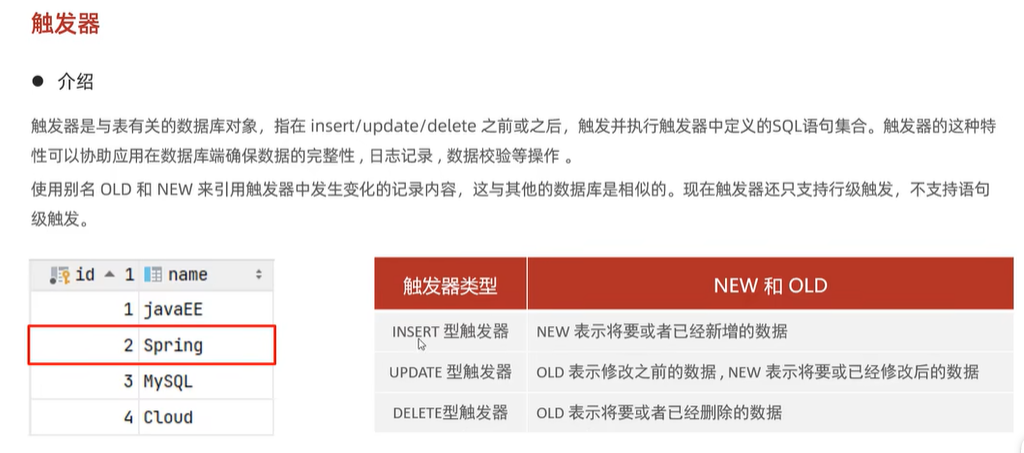 触发器
● 介绍
触发器是与表有关的数据库对象，指在 insert/update/delete 之前或之后，触发并执行触发器中定义的SQL语句集合。触发器的这种特
性可以协助应用在数据库端确保数据的完整性 , 日志记录 , 数据校验等操作 。
使用别名 OLD 和 NEW 来引用触发器中发生变化的记录内容，这与其他的数据库是相似的。现在触发器还只支持行级触发，不支持语句
级触发。
id 1 name
1 javaEE
2 Spring
3 MySQL
4 Cloud
触发器类型 NEW 和 OLD
INSERT 型触发器 NEW 表示将要或者已经新增的数据
UPDATE 型触发器 OLD 表示修改之前的数据 , NEW 表示将要或已经修改后的数据
DELETE型触发器 OLD 表示将要或者已经删除的数据